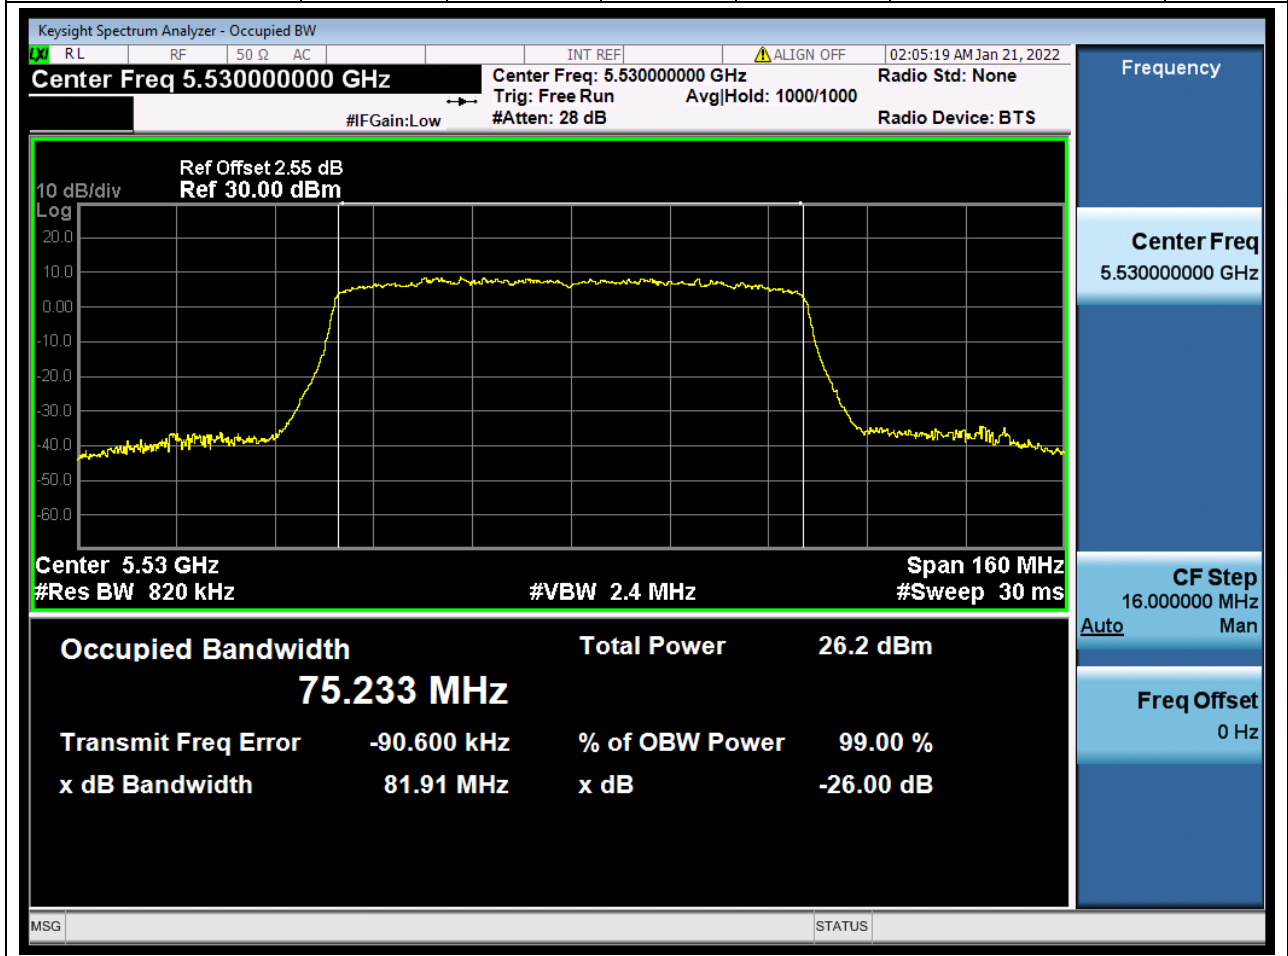 Keysight Spectrum Analyzer - Occupied BW
LXI RL RF 50 Ω AC INT REF ALIGN OFF 02:05:19 AM Jan 21, 2022
Center Freq 5.530000000 GHz
Center Freq: 5.530000000 GHz
Radio Std: None
Trig: Free Run Avg|Hold: 1000/1000
#IFGain:Low #Atten: 28 dB Radio Device: BTS
Ref Offset 2.55 dB
10 dB/div Ref 30.00 dBm
Log
20.0
10.0
0.00
-10.0
-20.0
-30.0
-40.0
-50.0
-60.0
Center 5.53 GHz Span 160 MHz
#Res BW 820 kHz #VBW 2.4 MHz #Sweep 30 ms
Occupied Bandwidth Total Power 26.2 dBm
75.233 MHz
Transmit Freq Error -90.600 kHz % of OBW Power 99.00 %
x dB Bandwidth 81.91 MHz x dB -26.00 dB
MSG STATUS
Frequency
Center Freq
5.530000000 GHz
CF Step
16.000000 MHz
Auto Man
Freq Offset
0 Hz